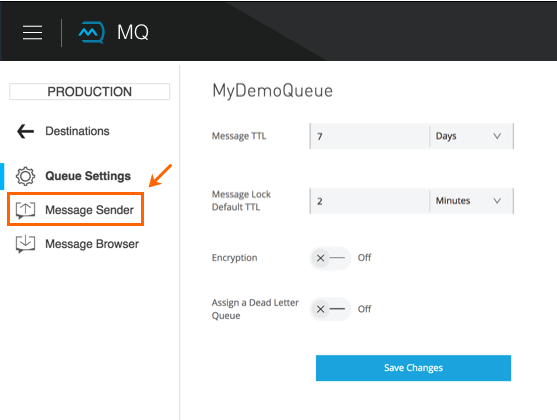 MQ
PRODUCTION
Destinations
Queue Settings
Message Sender
Message Browser
MyDemoQueue
Message TTL
7
Days
Message Lock
Default TTL
2
Minutes
Encryption
Off
Assign a Dead Letter
Queue
Off
Save Changes